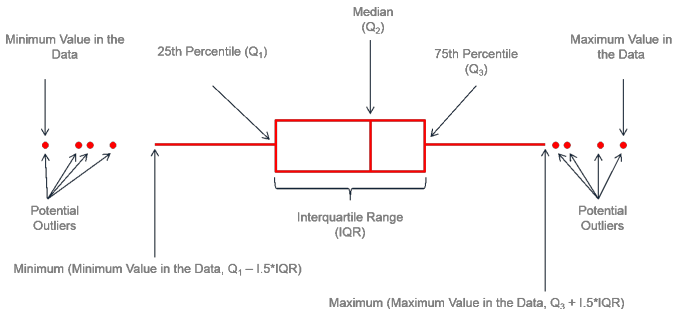 Median
(Q₂)
Minimum Value in the
Data
25th Percentile (Q₁)
75th Percentile
(Q₃)
Maximum Value in
the Data
Potential
Outliers
Interquartile Range
(IQR)
Potential
Outliers
Minimum (Minimum Value in the Data, Q₁ – I.5*IQR)
Maximum (Maximum Value in the Data, Q₃ + I.5*IQR)